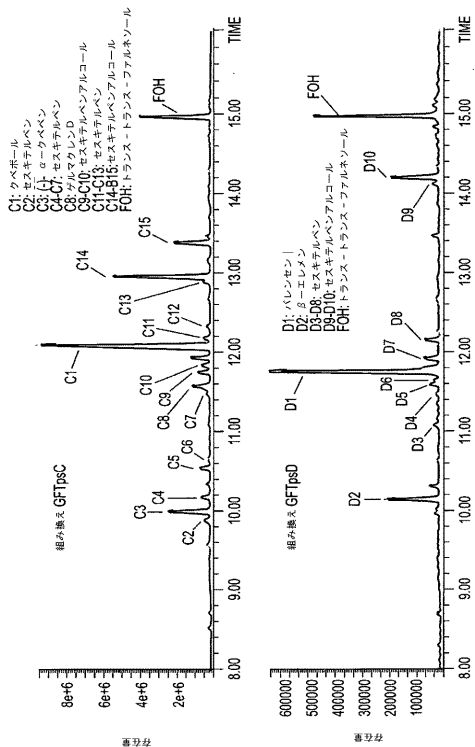 組み換え GFTpsC
C1: クベボール
C2: セスキテルペン
C3: (-)- α-クベベン
C4-C7: セスキテルペン
C8: ゲルマクレン D
C9-C10: セスキテルペンアルコール
C11-C13: セスキテルペン
C14-B15: セスキテルペンアルコール
FOH: トランス-トランス-ファルネソール
存在量
8e+6
6e+6
4e+6
2e+6
C2
C3
C4
C5
C6
C7
C8
C9
C10
C1
C11
C12
C13
C14
C15
FOH
8.00 9.00 10.00 11.00 12.00 13.00 14.00 15.00 TIME
組み換え GFTpsD
D1: バレンセン |
D2: β-エレメン
D3-D8: セスキテルペン
D9-D10: セスキテルペンアルコール
FOH: トランス-トランス-ファルネソール
存在量
600000
500000
400000
300000
200000
100000
D2
D3
D4
D5
D6
D1
D7
D8
D9
D10
FOH
8.00 9.00 10.00 11.00 12.00 13.00 14.00 15.00 TIME